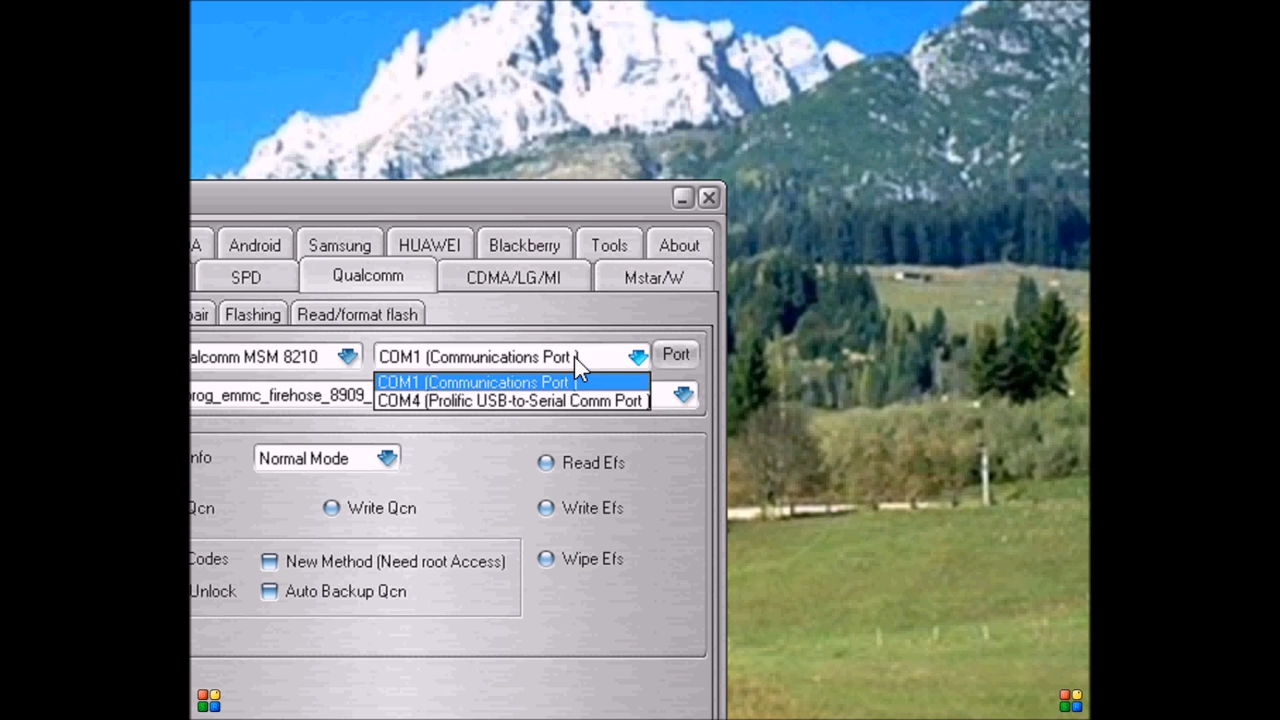 A Android Samsung HUAWEI Blackberry Tools About
SPD Qualcomm CDMA/LG/MI Mstar/W
pair Flashing Read/format flash
alcomm MSM 8210 COM1 (Communications Port ) Port
COM1 (Communications Port (
rog_emmc_firehose_8909_ COM4 (Prolific USB-to-Serial Comm Port )
nfo Normal Mode Read Efs
Qcn Write Qcn Write Efs
Codes New Method (Need root Access) Wipe Efs
Unlock Auto Backup Qcn